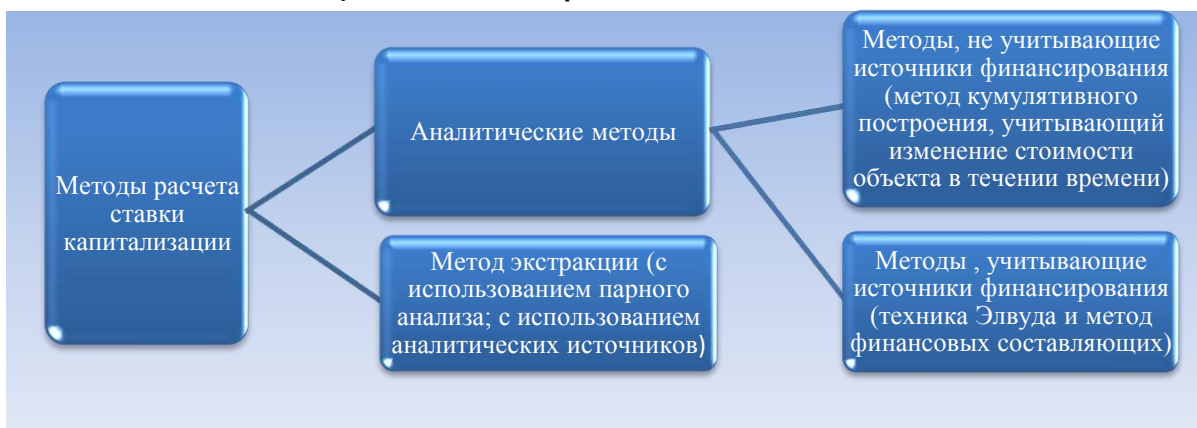 Методы расчета
ставки
капитализации
Аналитические методы
Метод экстракции (с
использованием парного
анализа; с использованием
аналитических источников)
Методы, не учитывающие
источники финансирования
(метод кумулятивного
построения, учитывающий
изменение стоимости
объекта в течении времени)
Методы , учитывающие
источники финансирования
(техника Элвуда и метод
финансовых составляющих)